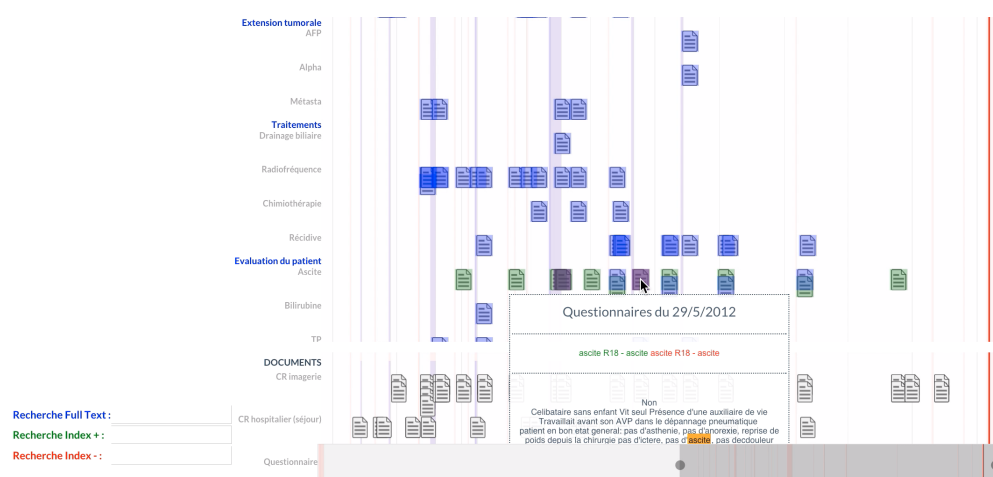 Extension tumorale
AFP
Alpha
Métasta
Traitements
Drainage biliaire
Radiofréquence
Chimiothérapie
Récidive
Evaluation du patient
Ascite
Bilirubine
TP
Questionnaires du 29/5/2012
ascite R18 - ascite ascite R18 - ascite
Non
Celibataire sans enfant Vit seul Présence d'une auxiliaire de vie
Travaillait avant son AVP dans le dépannage pneumatique
patient en bon etat general: pas d'asthenie, pas d'anorexie, reprise de
poids depuis la chirurgie pas d'ictere, pas d'ascite, pas decdouleur
DOCUMENTS
CR imagerie
CR hospitalier (séjour)
Questionnaire
Recherche Full Text :
Recherche Index + :
Recherche Index - :